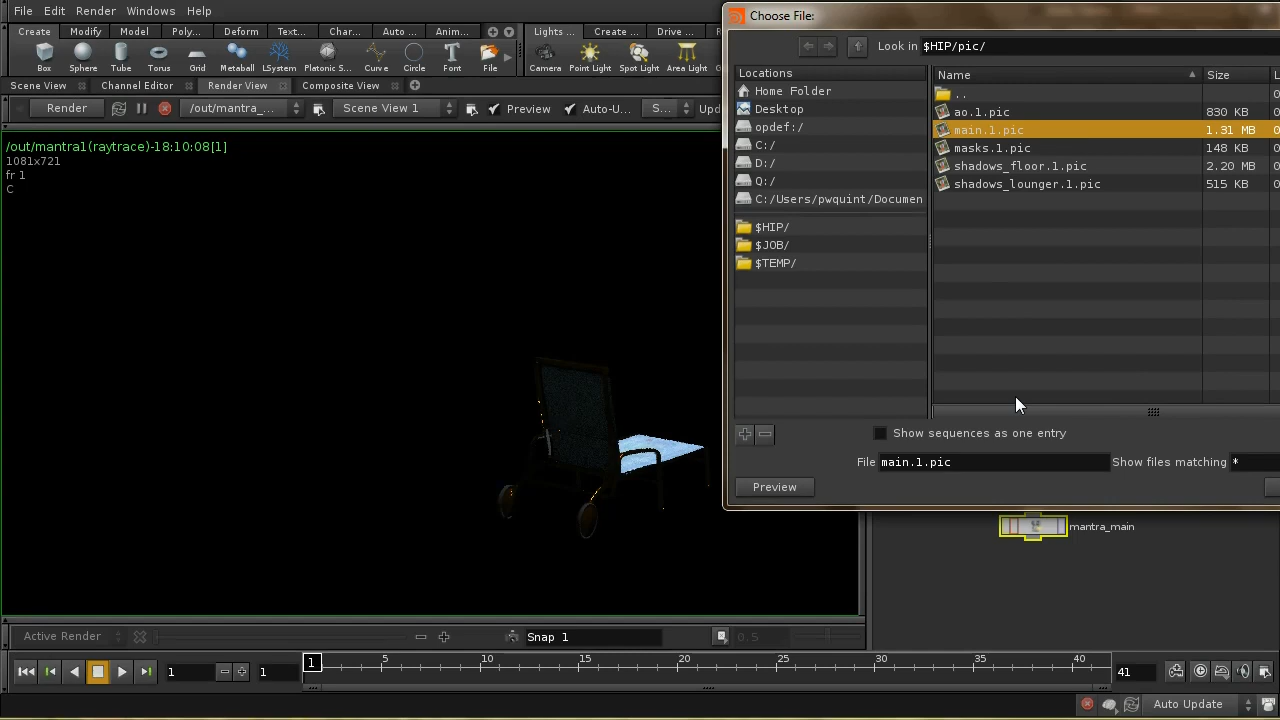 File Edit Render Windows Help
Create Modify Model Poly... Deform Text... Char... Auto ... Anim...
Lights ... Create ... Drive ...
Box Sphere Tube Torus Grid Metaball LSystem Platonic S... Curve Circle Font File
Camera Point Light Spot Light Area Light
Scene View Channel Editor Render View Composite View
Render /out/mantra_... Scene View 1 Preview Auto-U... S... Upd
/out/mantra1(raytrace)-18:10:08[1]
1081x721
fr 1
C
Choose File:
Look in $HIP/pic/
Locations
Home Folder
Desktop
opdef:/
C:/
D:/
Q:/
C:/Users/pwquint/Documen
$HIP/
$JOB/
$TEMP/
Name Size
..
ao.1.pic 830 KB
main.1.pic 1.31 MB
masks.1.pic 148 KB
shadows_floor.1.pic 2.20 MB
shadows_lounger.1.pic 515 KB
Show sequences as one entry
File main.1.pic Show files matching *
Preview
mantra_main
Active Render Snap 1 0.5
1 1 1 5 10 15 20 25 30 35 40 41
Auto Update